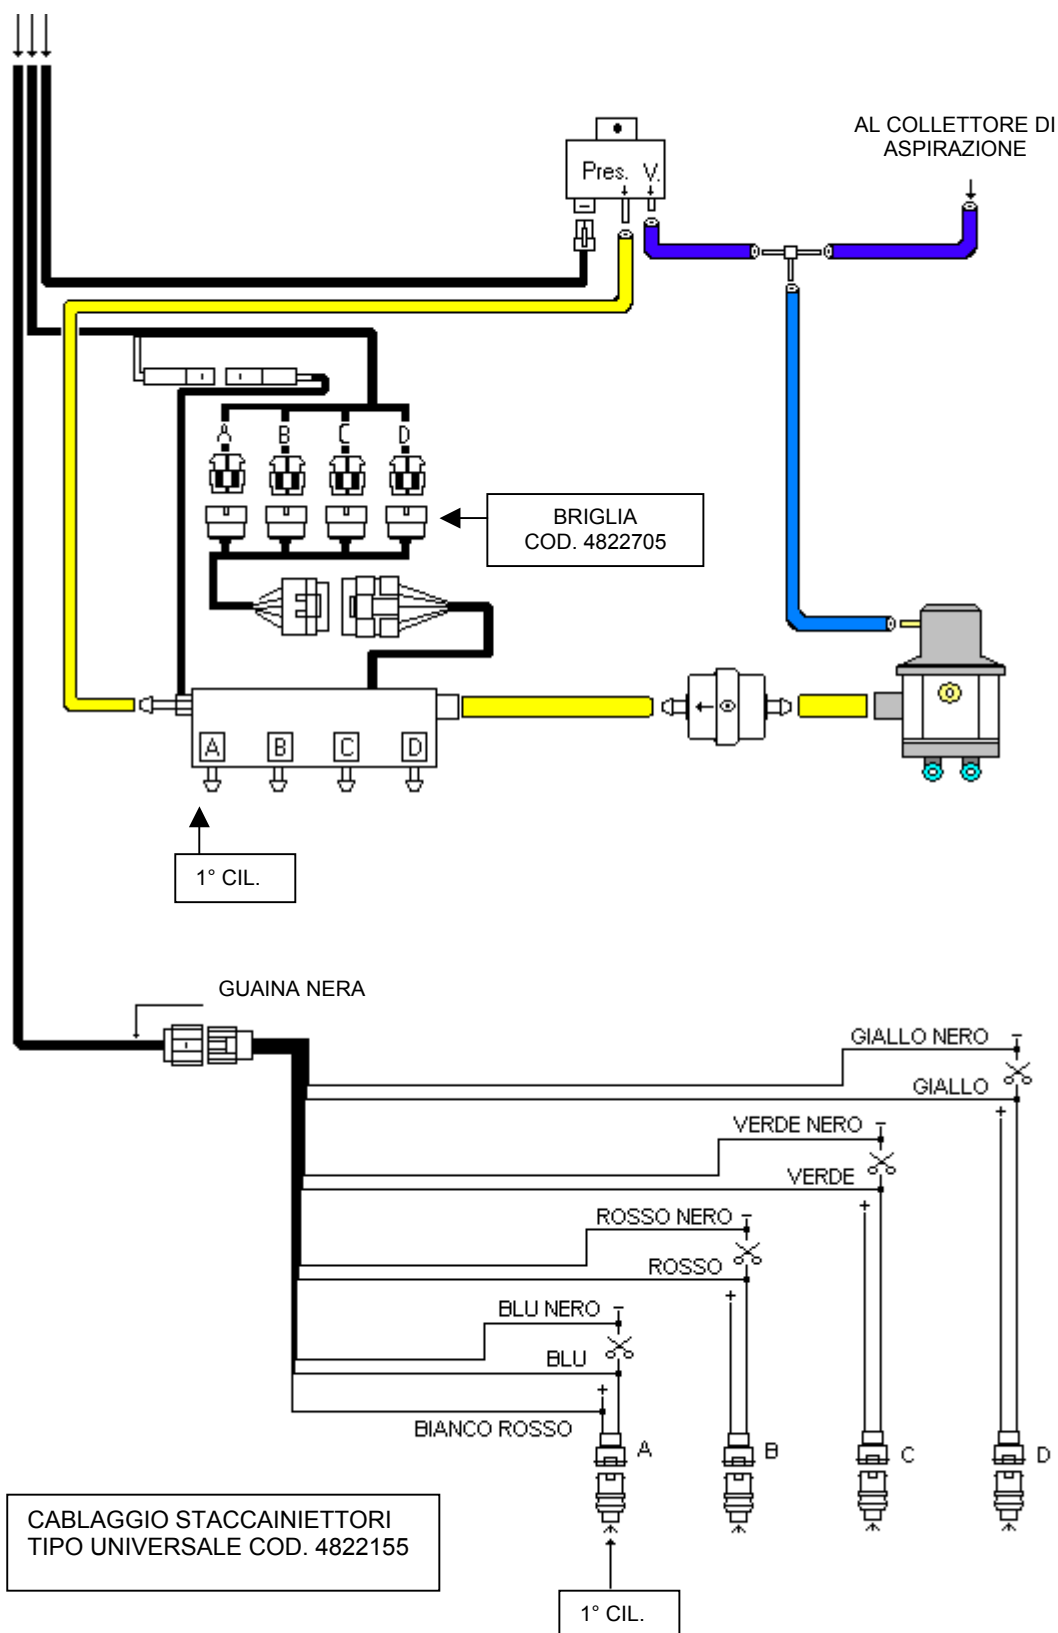 AL COLLETTORE DI
ASPIRAZIONE
Pres. V.
A B C D
BRIGLIA
COD. 4822705
A B C D
1° CIL.
GUAINA NERA
GIALLO NERO
GIALLO
VERDE NERO
VERDE
ROSSO NERO
ROSSO
BLU NERO
BLU
BIANCO ROSSO
A B C D
CABLAGGIO STACCAINIETTORI
TIPO UNIVERSALE COD. 4822155
1° CIL.